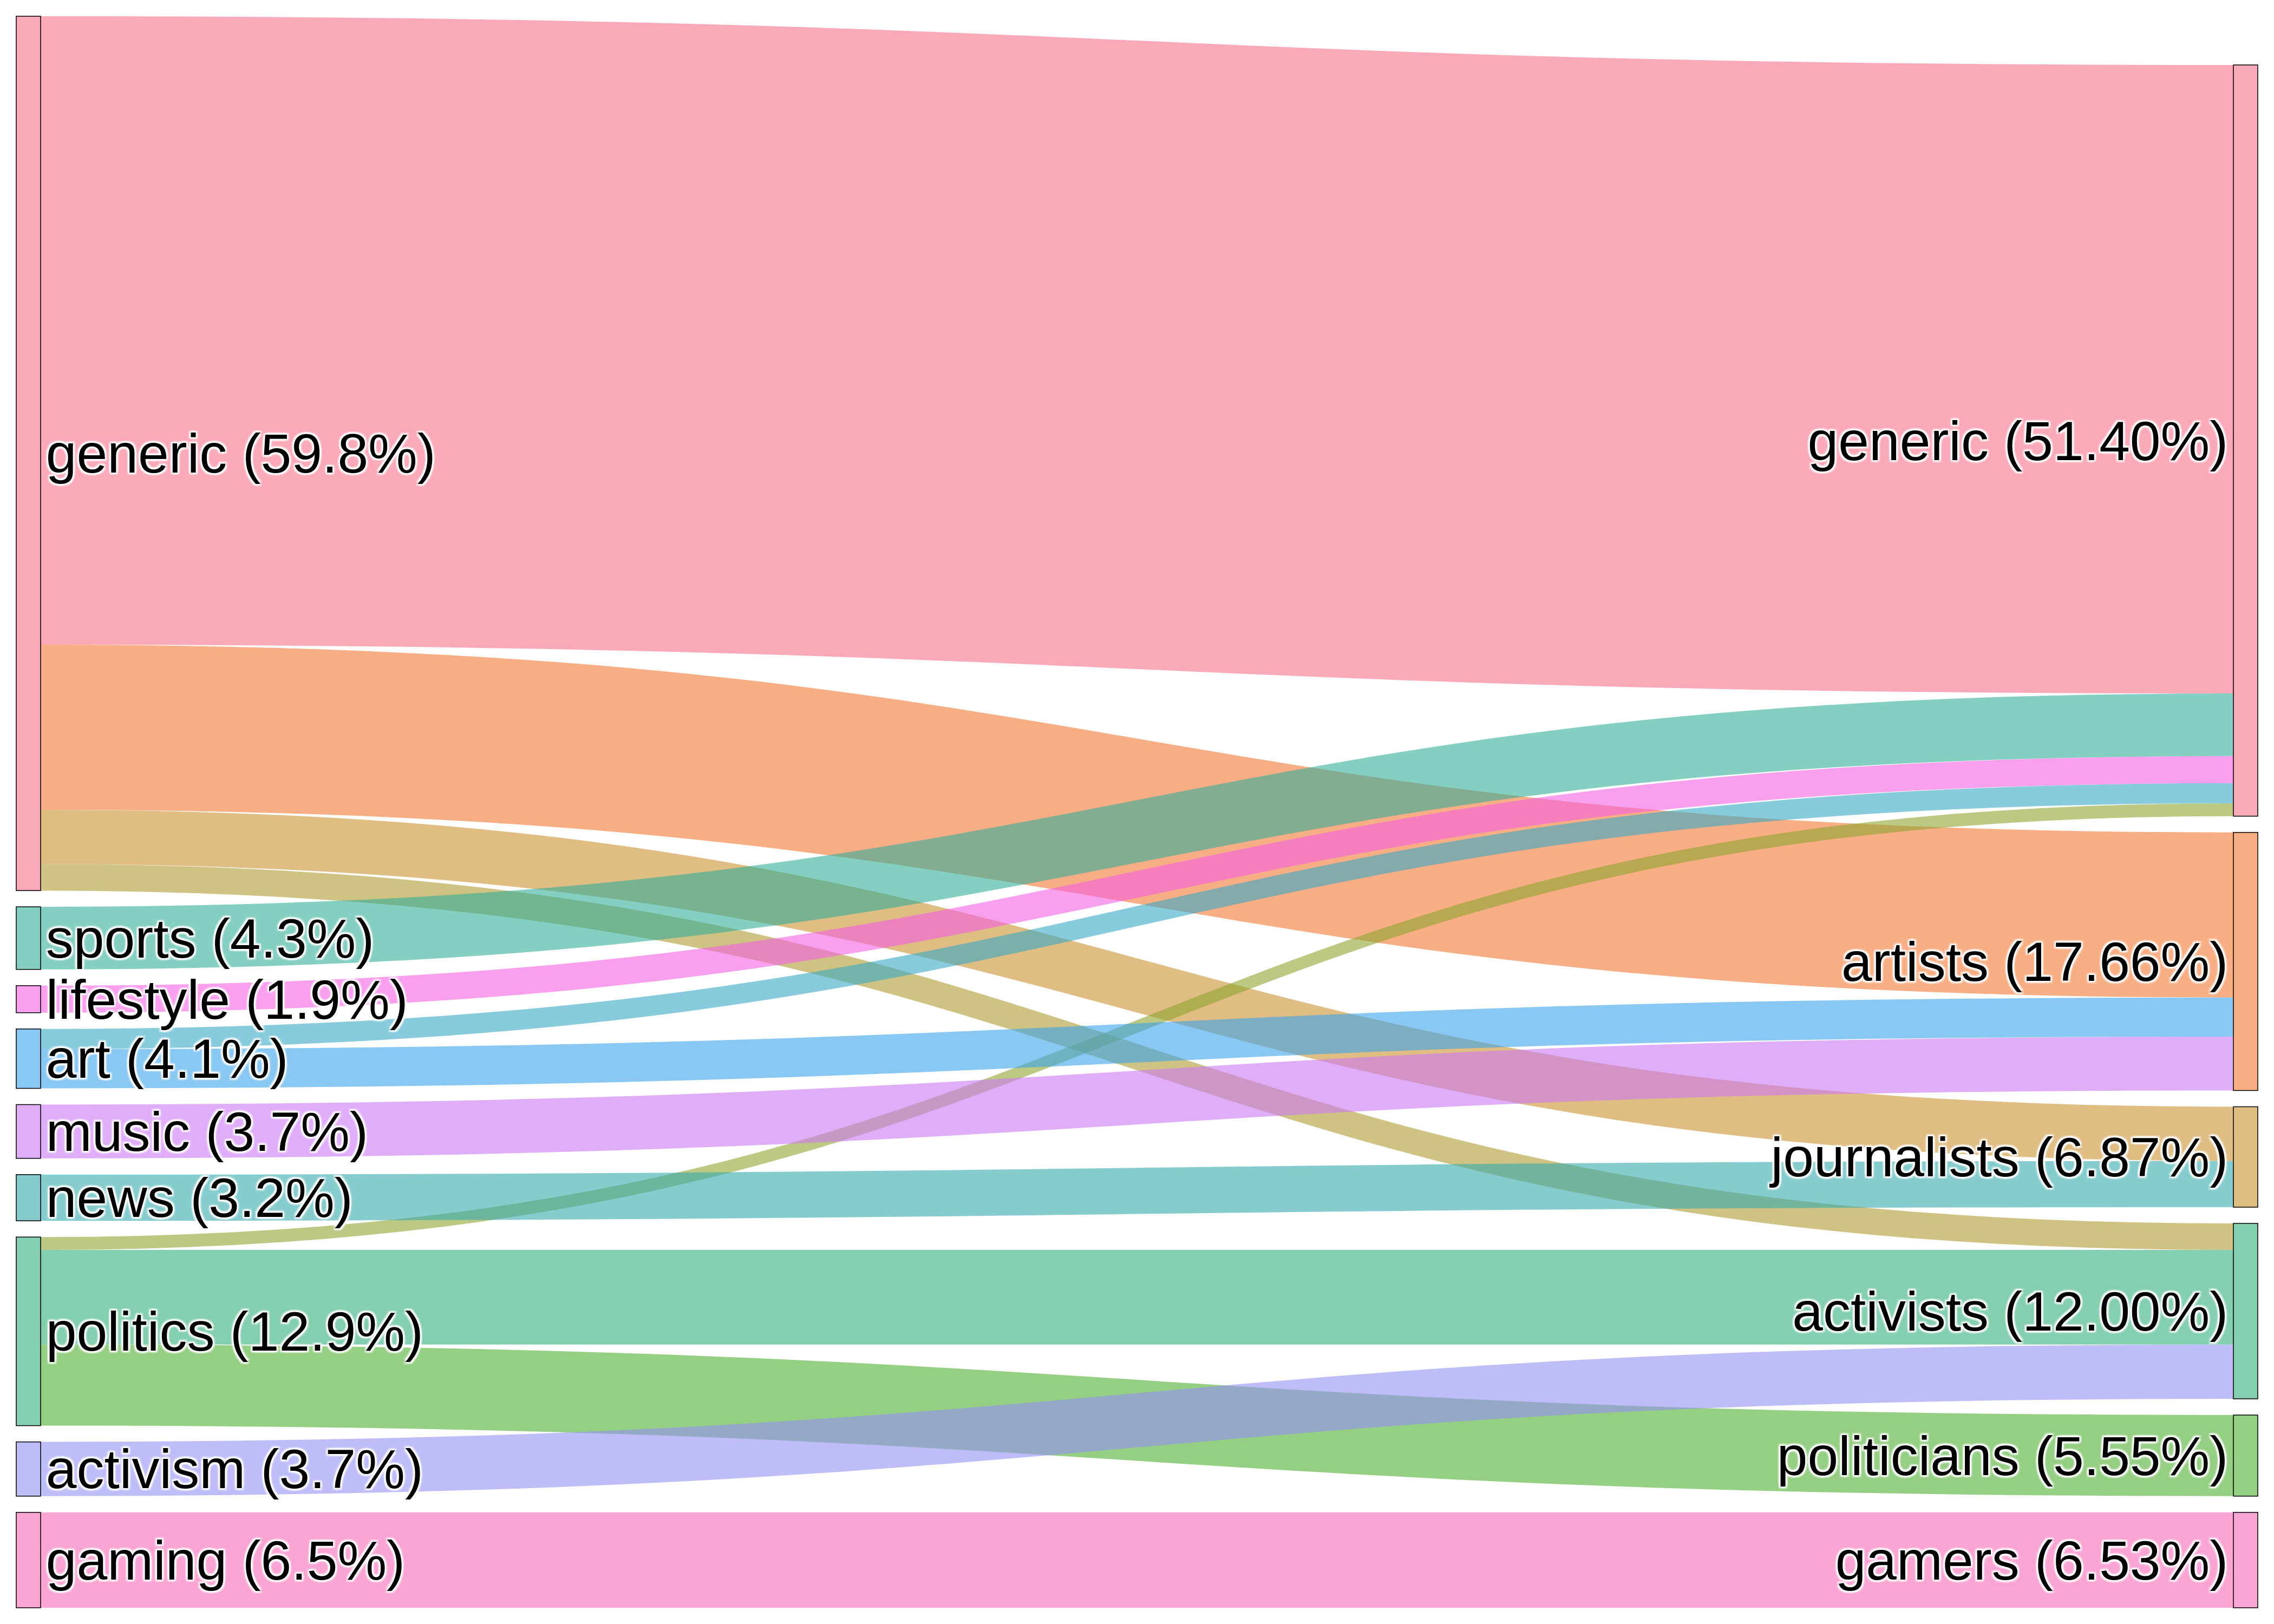 generic (59.8%)
sports (4.3%)
lifestyle (1.9%)
art (4.1%)
music (3.7%)
news (3.2%)
politics (12.9%)
activism (3.7%)
gaming (6.5%)
generic (51.40%)
artists (17.66%)
journalists (6.87%)
activists (12.00%)
politicians (5.55%)
gamers (6.53%)